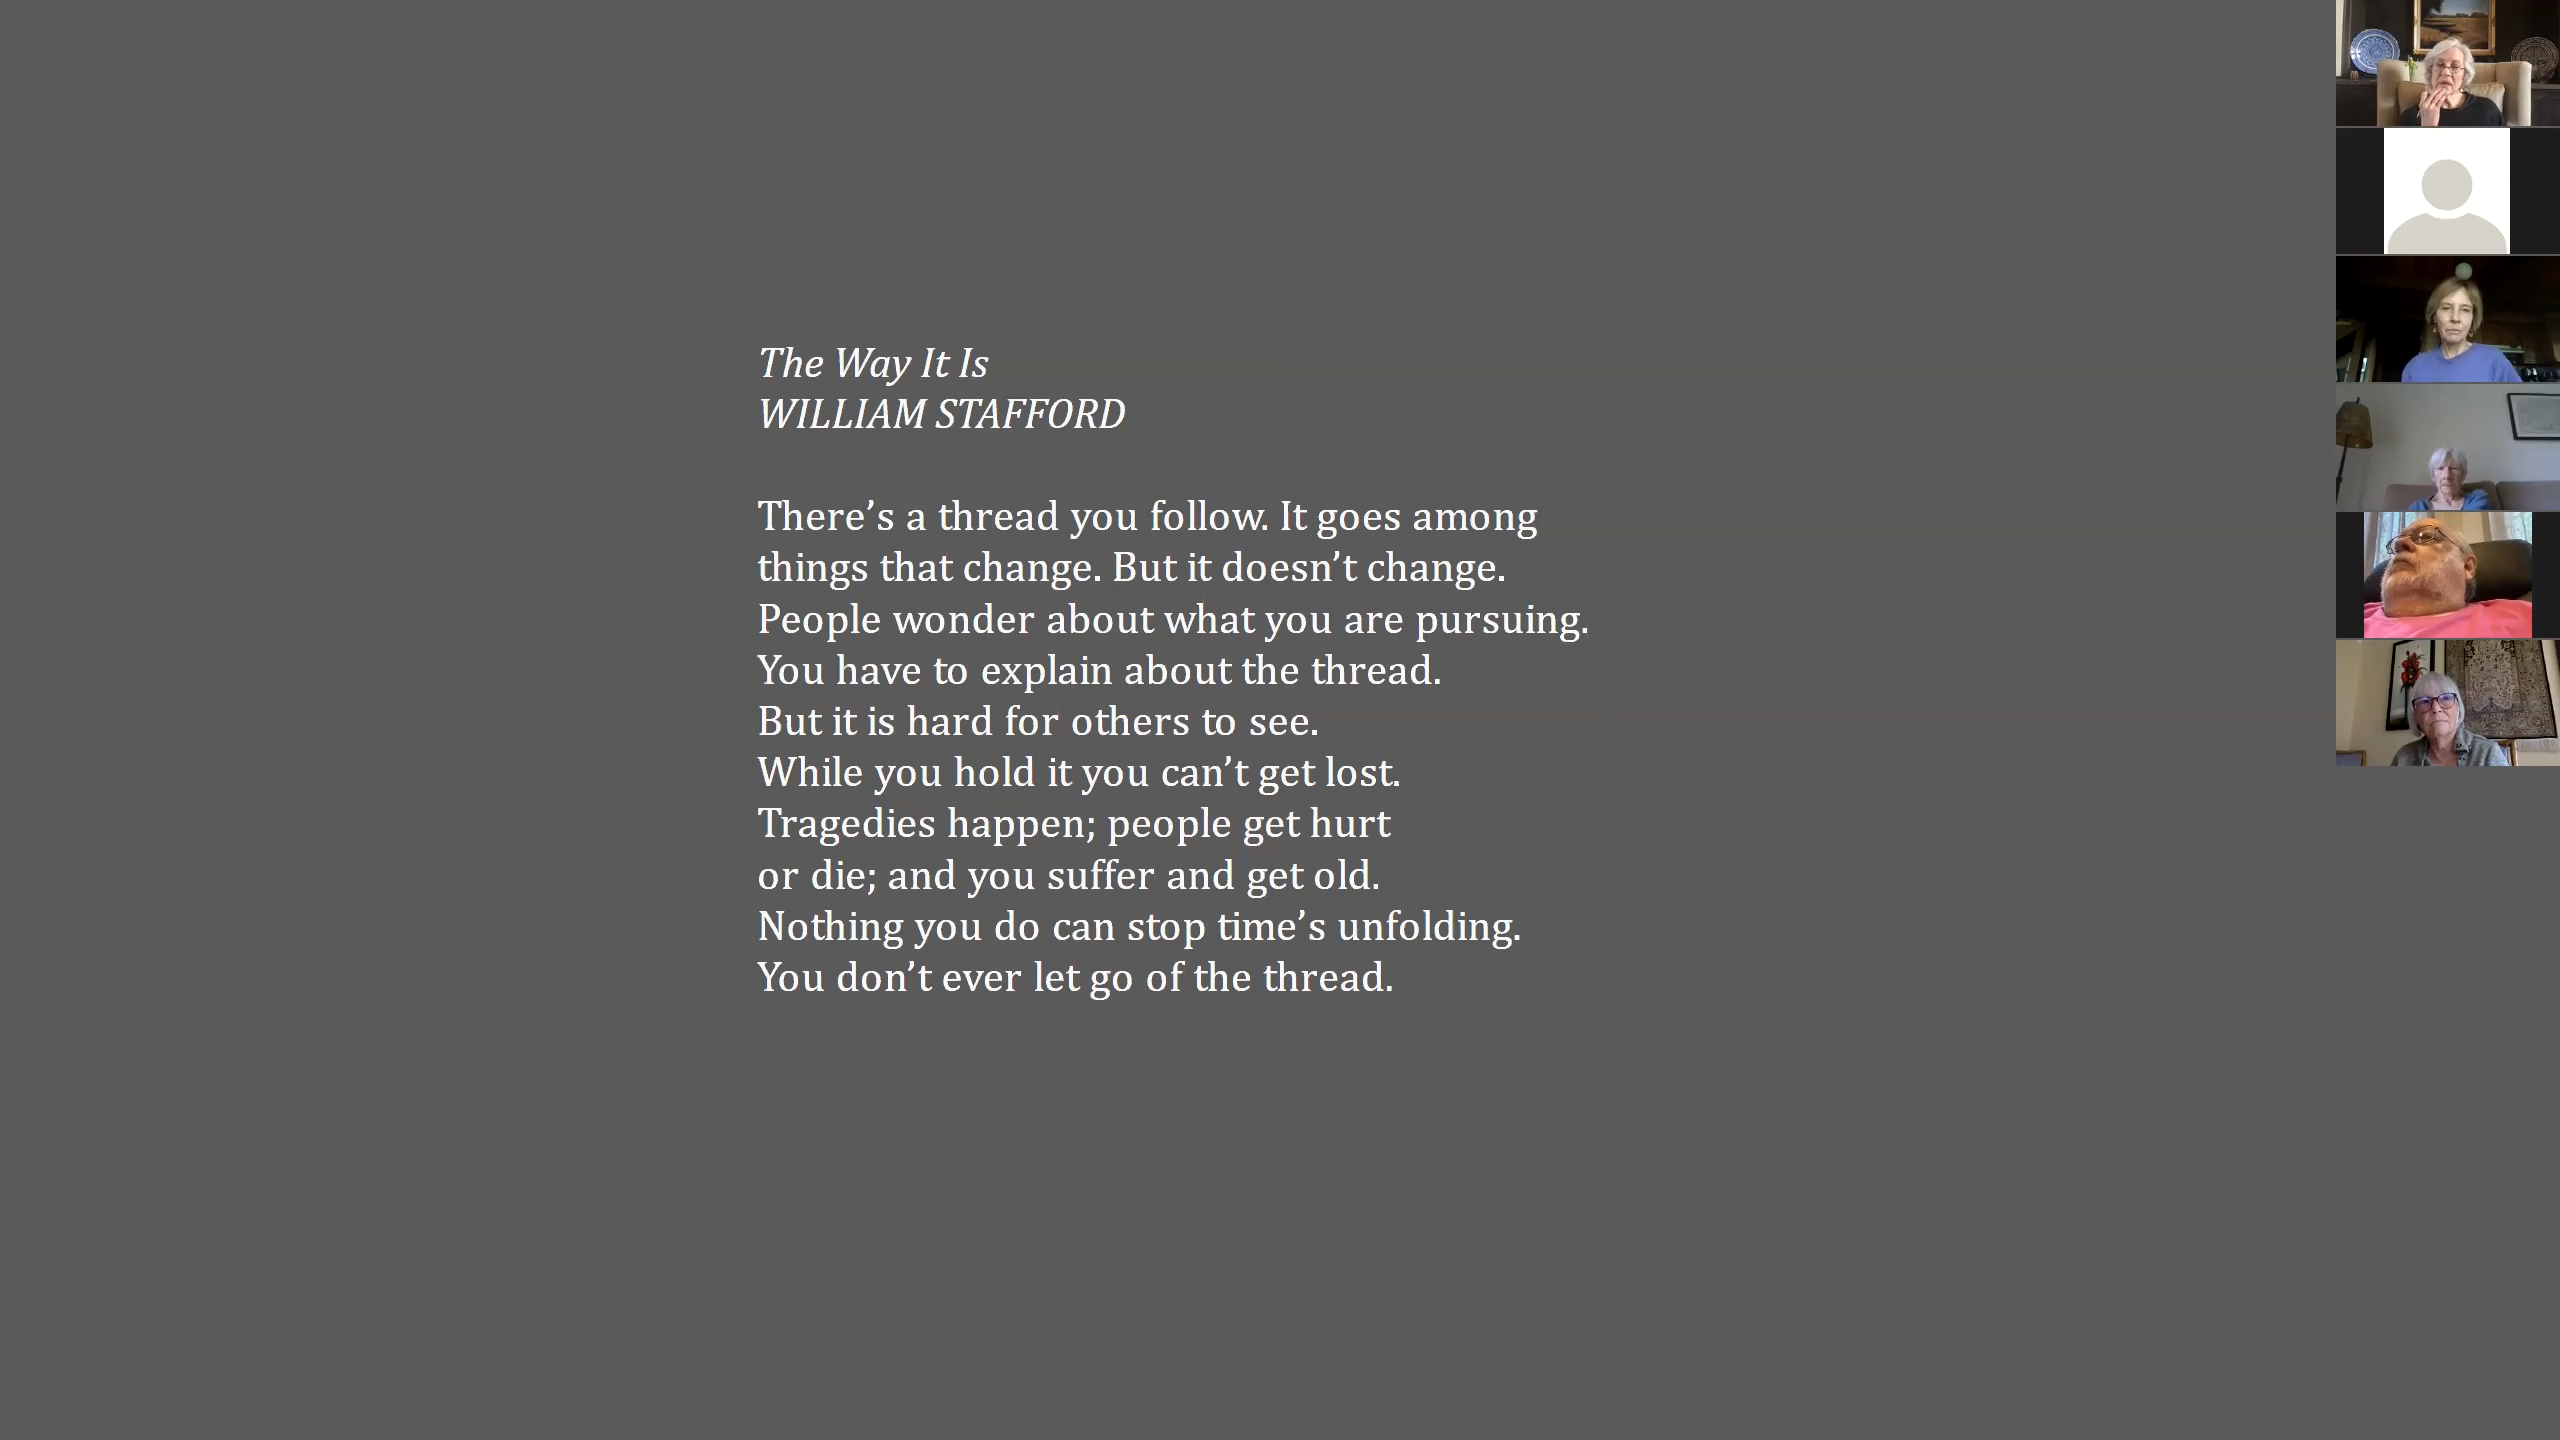 The Way It Is
WILLIAM STAFFORD
There’s a thread you follow. It goes among
things that change. But it doesn’t change.
People wonder about what you are pursuing.
You have to explain about the thread.
But it is hard for others to see.
While you hold it you can’t get lost.
Tragedies happen; people get hurt
or die; and you suffer and get old.
Nothing you do can stop time’s unfolding.
You don’t ever let go of the thread.